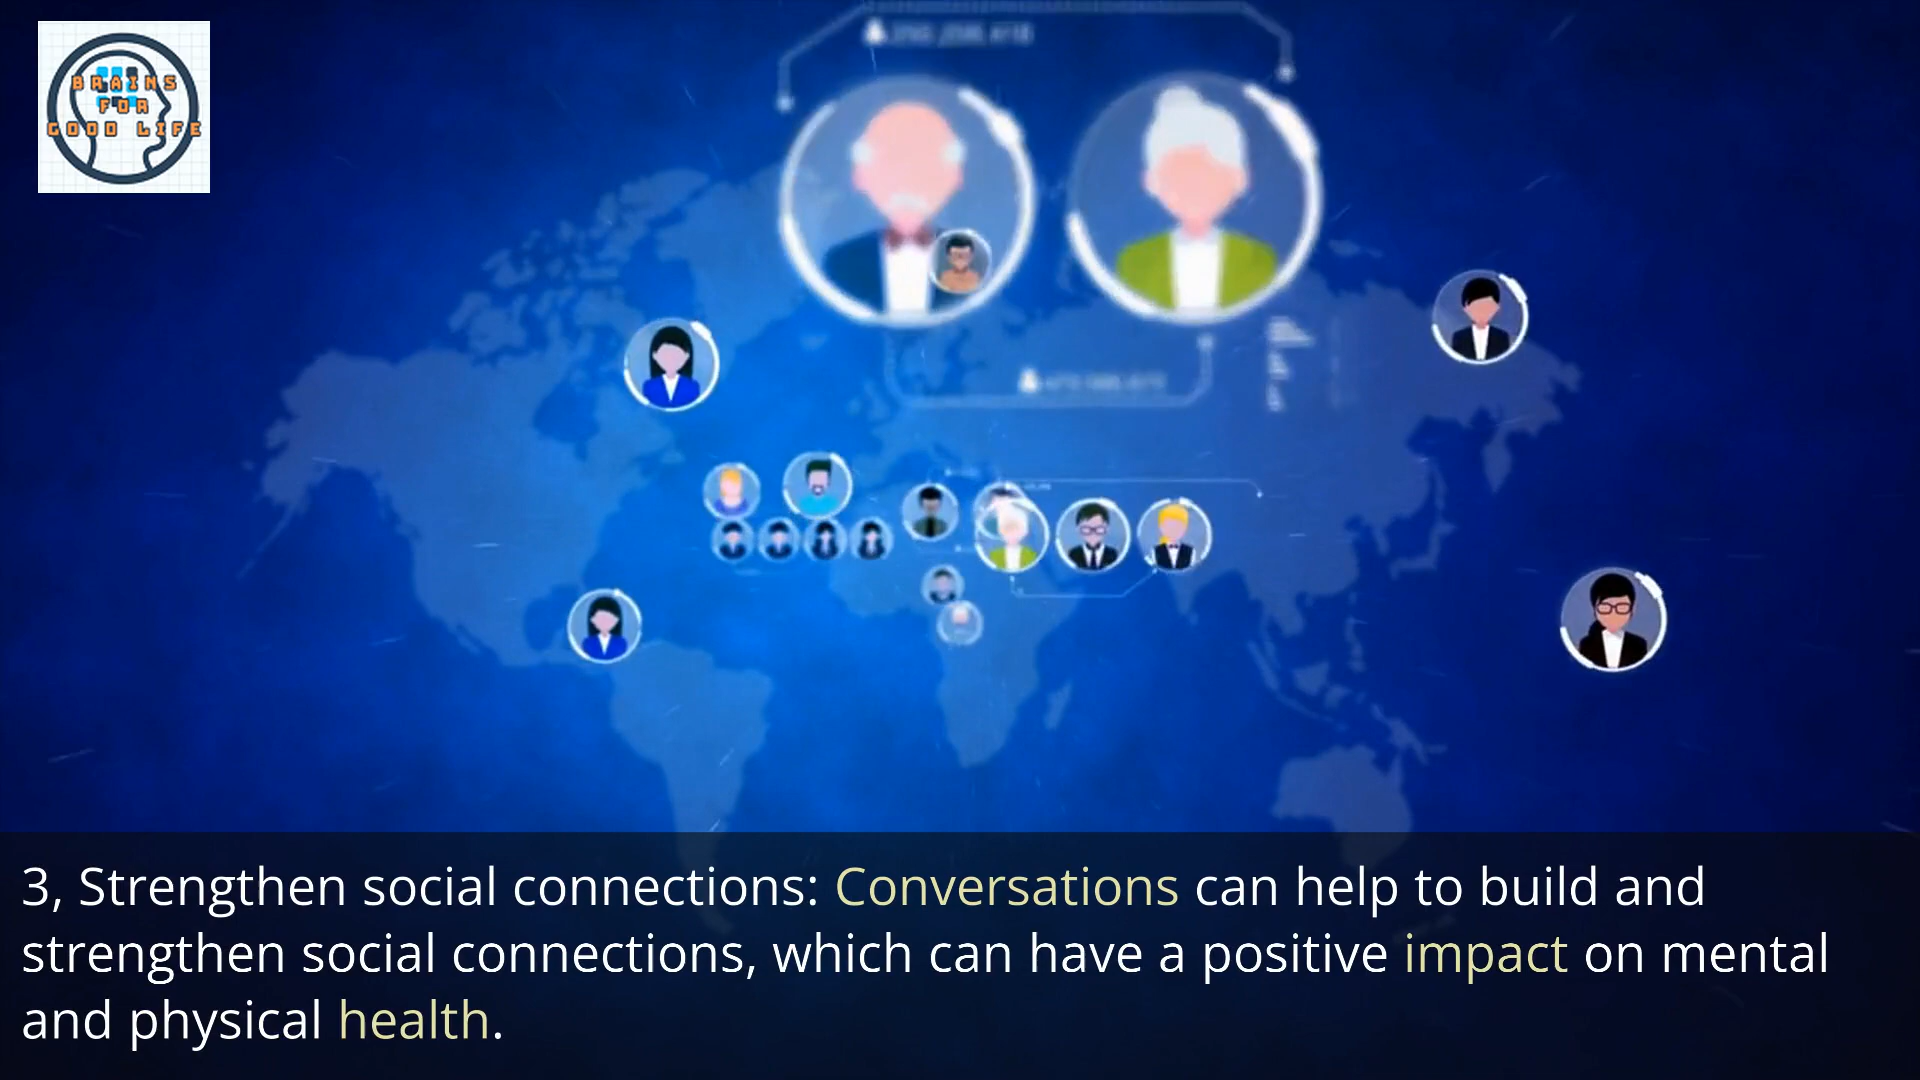 BRAINS
FOR
GOOD LIFE
3, Strengthen social connections: Conversations can help to build and
strengthen social connections, which can have a positive impact on mental
and physical health.